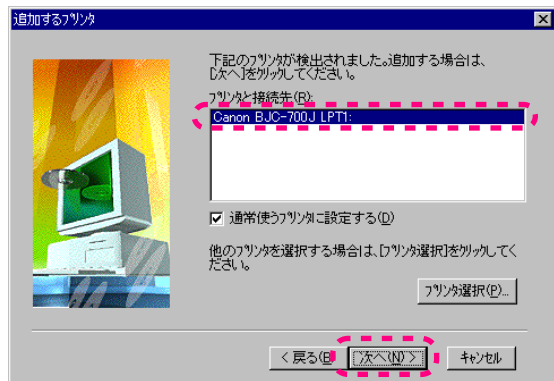 追加するプリンタ
下記のプリンタが検出されました。追加する場合は、
[次へ]をクリックしてください。
プリンタと接続先(R):
Canon BJC-700J LPT1:
通常使うプリンタに設定する(D)
他のプリンタを選択する場合は、[プリンタ選択]をクリックしてく
ださい。
プリンタ選択(P)...
< 戻る(B
次へ(N) >
キャンセル